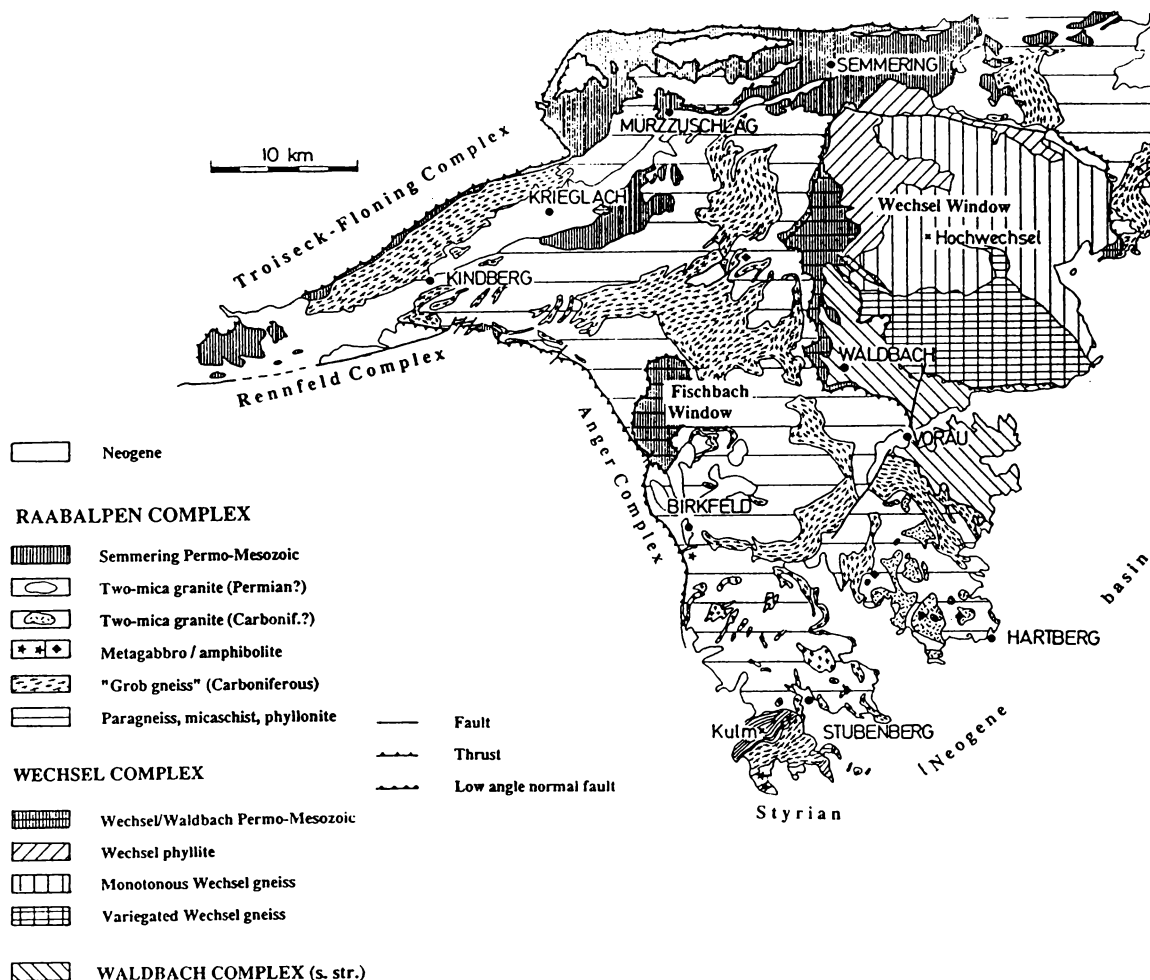 SEMMERING
MÜRZZUSCHLAG
10 km
Troiseck-Floning Complex
KRIEGLACH
Wechsel Window
Hochwechsel
KINDBERG
WALDBACH
Rennfeld Complex
Fischbach
Window
Anger Complex
VORAU
Neogene
BIRKFELD
RAABALPEN COMPLEX
Semmering Permo-Mesozoic
Two-mica granite (Permian?)
basin
Two-mica granite (Carbonif.?)
HARTBERG
Metagabbro / amphibolite
"Grob gneiss" (Carboniferous)
Paragneiss, micaschist, phyllonite
Fault
Kulm
STUBENBERG
Neogene
Thrust
WECHSEL COMPLEX
Low angle normal fault
Styrian
Wechsel/Waldbach Permo-Mesozoic
Wechsel phyllite
Monotonous Wechsel gneiss
Variegated Wechsel gneiss
WALDBACH COMPLEX (s. str.)